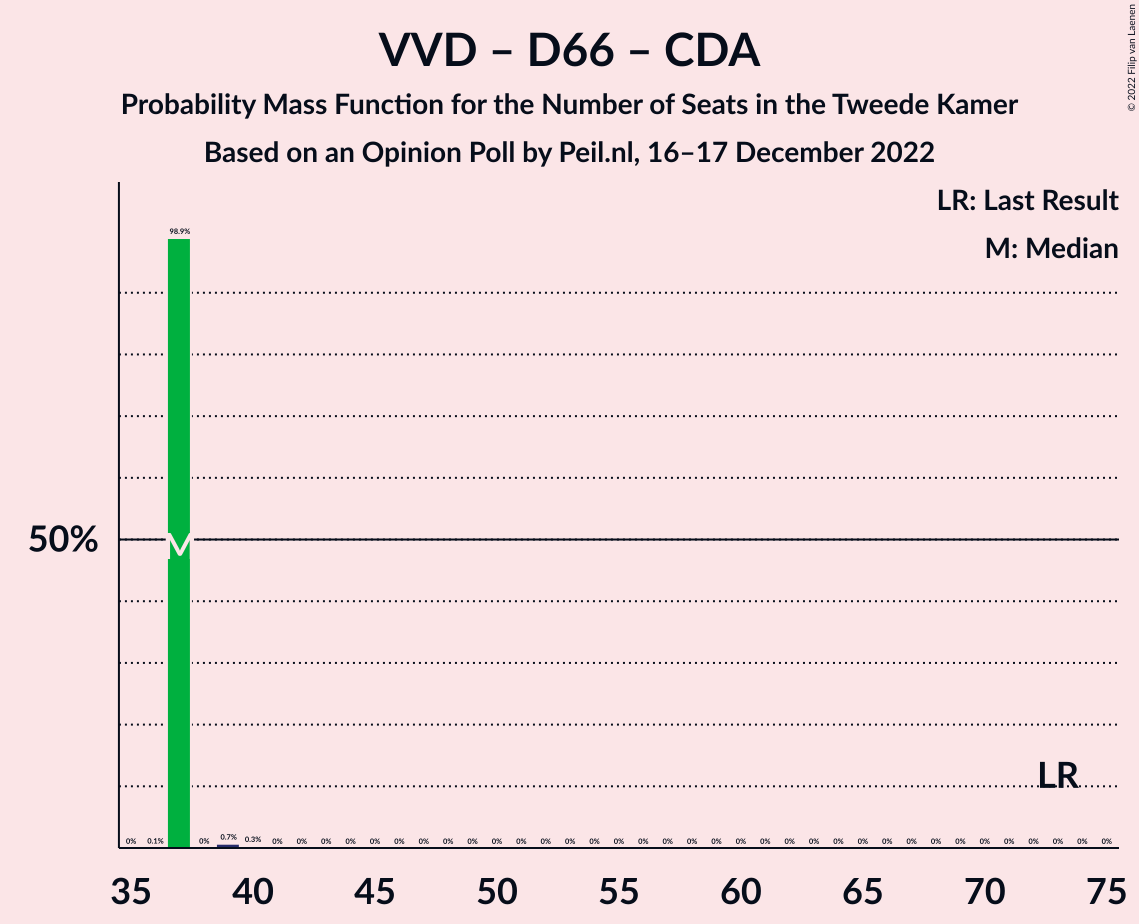 VVD – D66 – CDA
Probability Mass Function for the Number of Seats in the Tweede Kamer
Based on an Opinion Poll by Peil.nl, 16–17 December 2022
© 2022 Filip van Laenen
LR: Last Result
M: Median
98.9%
50%
M
LR
0% 0.1% 0% 0.7% 0.3% 0% 0% 0% 0% 0% 0% 0% 0% 0% 0% 0% 0% 0% 0% 0% 0% 0% 0% 0% 0% 0% 0% 0% 0% 0% 0% 0% 0% 0% 0% 0% 0% 0% 0% 0%
35 40 45 50 55 60 65 70 75